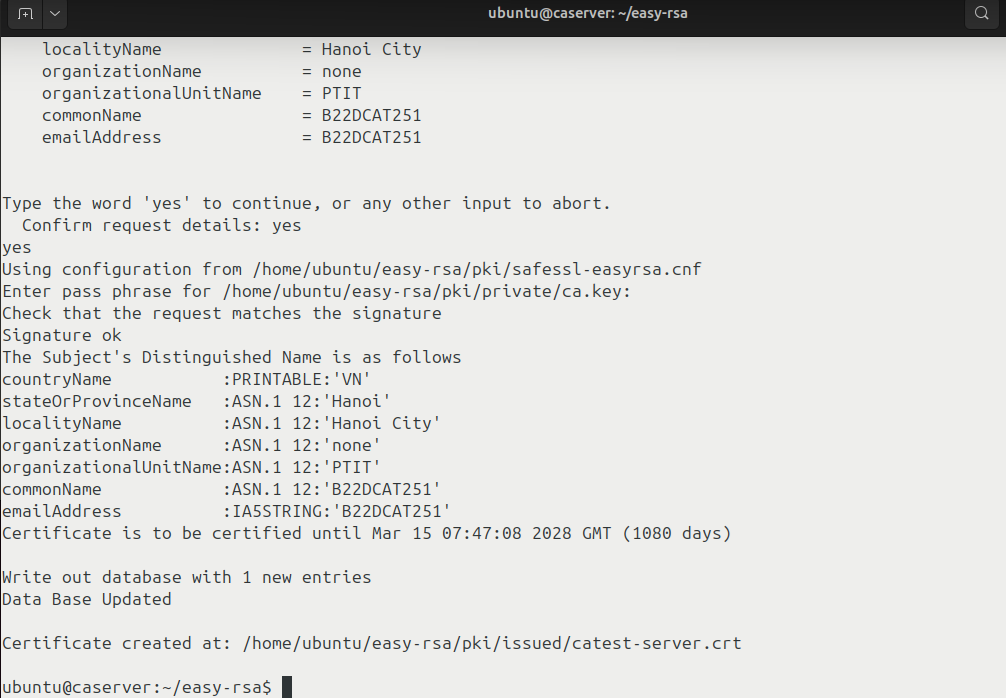 ubuntu@caserver: ~/easy-rsa
localityName = Hanoi City
organizationName = none
organizationalUnitName = PTIT
commonName = B22DCAT251
emailAddress = B22DCAT251
Type the word 'yes' to continue, or any other input to abort.
Confirm request details: yes
yes
Using configuration from /home/ubuntu/easy-rsa/pki/safessl-easyrsa.cnf
Enter pass phrase for /home/ubuntu/easy-rsa/pki/private/ca.key:
Check that the request matches the signature
Signature ok
The Subject's Distinguished Name is as follows
countryName :PRINTABLE:'VN'
stateOrProvinceName :ASN.1 12:'Hanoi'
localityName :ASN.1 12:'Hanoi City'
organizationName :ASN.1 12:'none'
organizationalUnitName:ASN.1 12:'PTIT'
commonName :ASN.1 12:'B22DCAT251'
emailAddress :IA5STRING:'B22DCAT251'
Certificate is to be certified until Mar 15 07:47:08 2028 GMT (1080 days)
Write out database with 1 new entries
Data Base Updated
Certificate created at: /home/ubuntu/easy-rsa/pki/issued/catest-server.crt
ubuntu@caserver:~/easy-rsa$